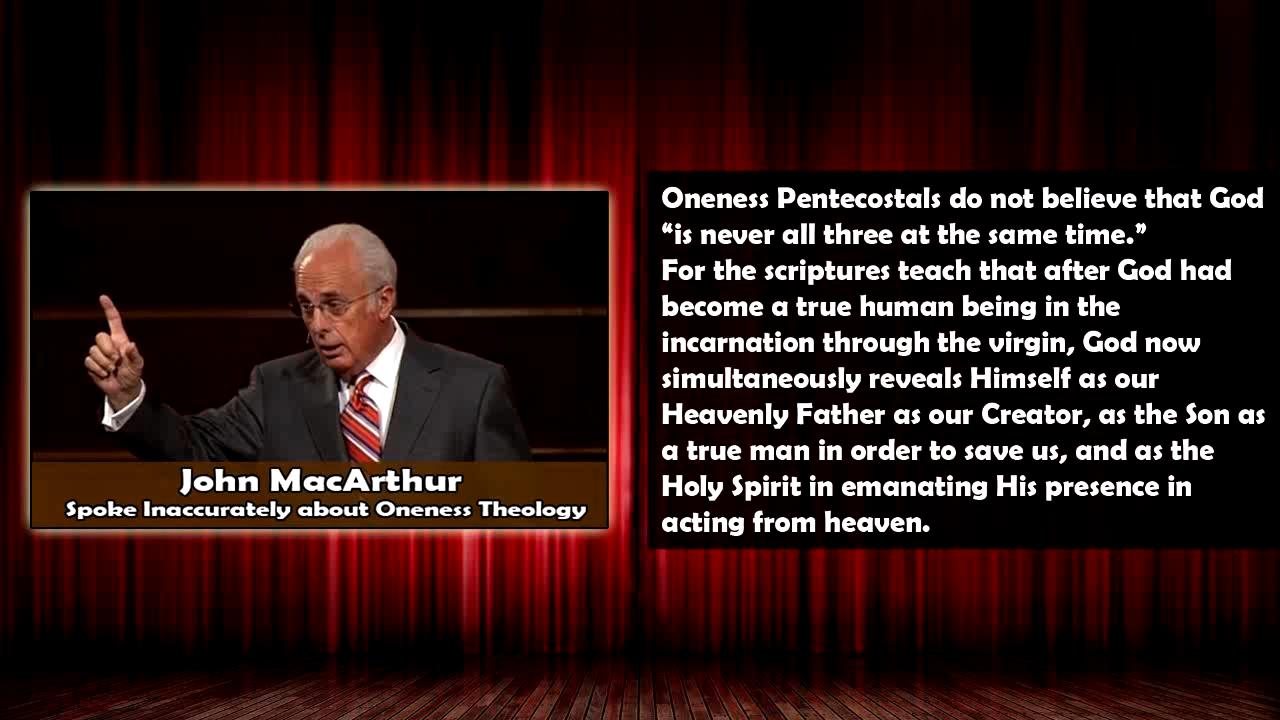 John MacArthur
Spoke Inaccurately about Oneness Theology
Oneness Pentecostals do not believe that God
“is never all three at the same time.”
For the scriptures teach that after God had
become a true human being in the
incarnation through the virgin, God now
simultaneously reveals Himself as our
Heavenly Father as our Creator, as the Son as
a true man in order to save us, and as the
Holy Spirit in emanating His presence in
acting from heaven.